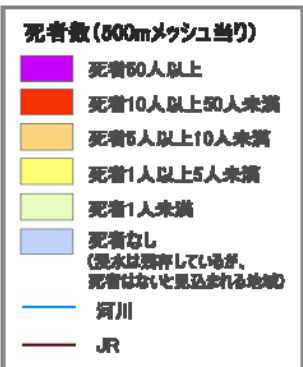 死者数(500mメッシュ当り)
死者50人以上
死者10人以上50人未満
死者5人以上10人未満
死者1人以上5人未満
死者1人未満
死者なし
(浸水は残存しているが、
死者はないと見込まれる地域)
河川
JR